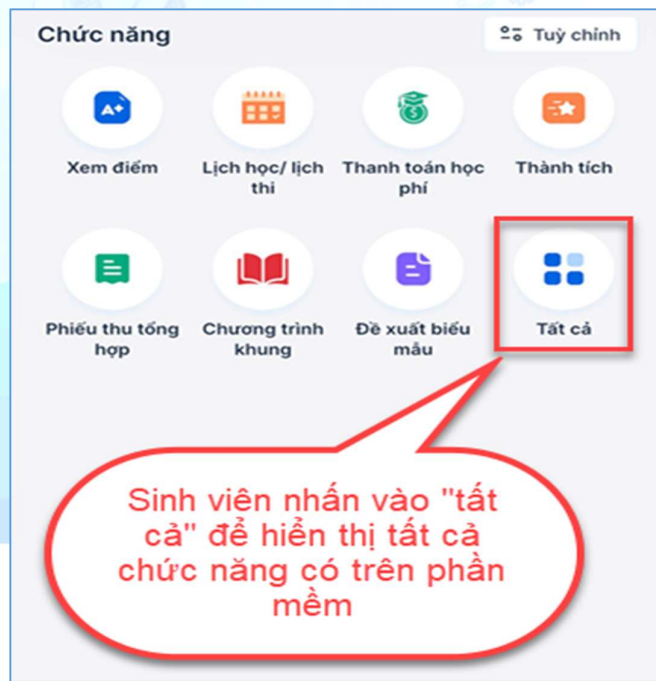 Chức năng
Tuỳ chỉnh
A+
Xem điểm
Lịch học/ lịch thi
Thanh toán học phí
Thành tích
Phiếu thu tổng hợp
Chương trình khung
Đề xuất biểu mẫu
Tất cả
Sinh viên nhấn vào "tất
cả" để hiển thị tất cả
chức năng có trên phần
mềm